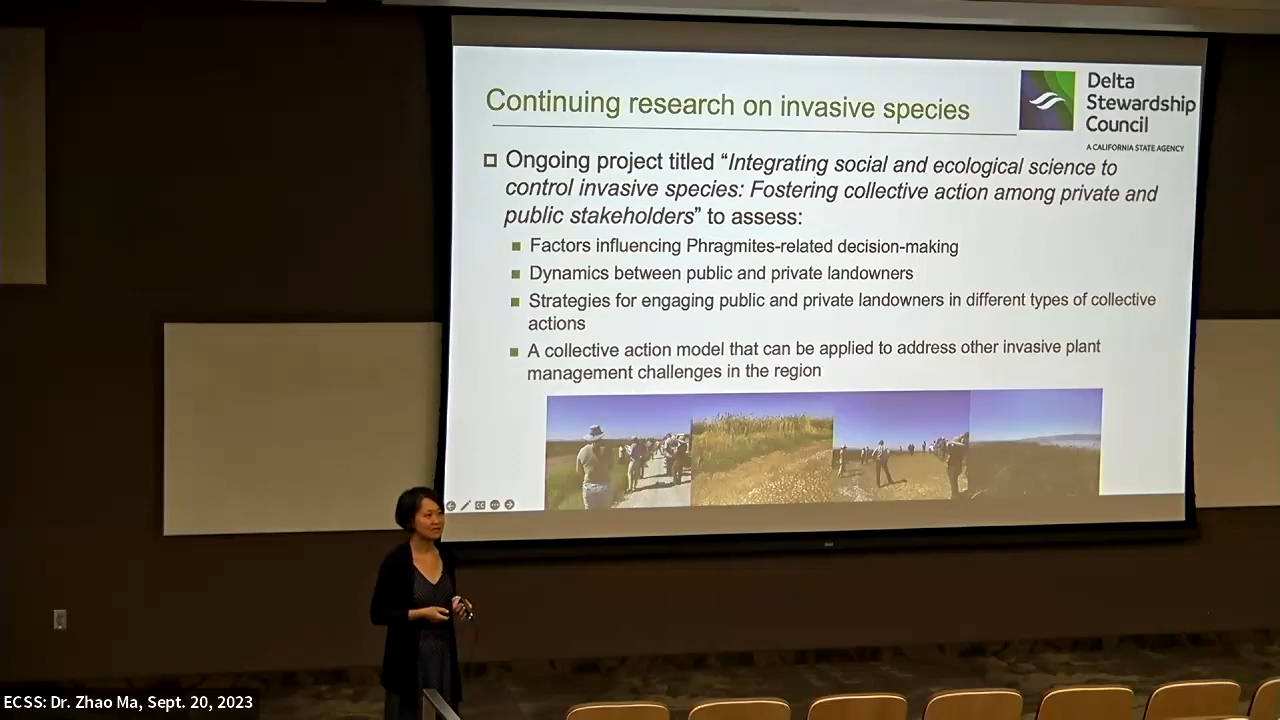 Continuing research on invasive species
Delta
Stewardship
Council
A CALIFORNIA STATE AGENCY
Ongoing project titled “Integrating social and ecological science to
control invasive species: Fostering collective action among private and
public stakeholders” to assess:
Factors influencing Phragmites-related decision-making
Dynamics between public and private landowners
Strategies for engaging public and private landowners in different types of collective
actions
A collective action model that can be applied to address other invasive plant
management challenges in the region
ECSS: Dr. Zhao Ma, Sept. 20, 2023